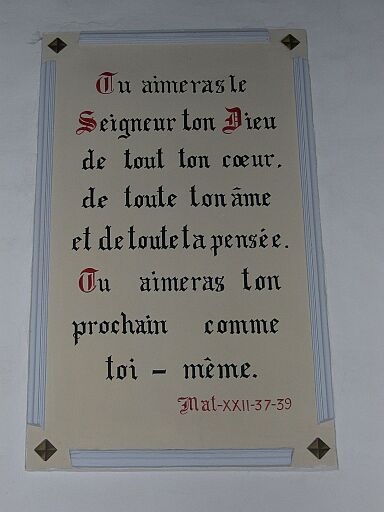 Tu aimeras le
Seigneur ton Dieu
de tout ton cœur.
de toute ton âme
et de toute ta pensée.
Tu aimeras ton
prochain comme
toi - même.
Mat-XXII-37-39